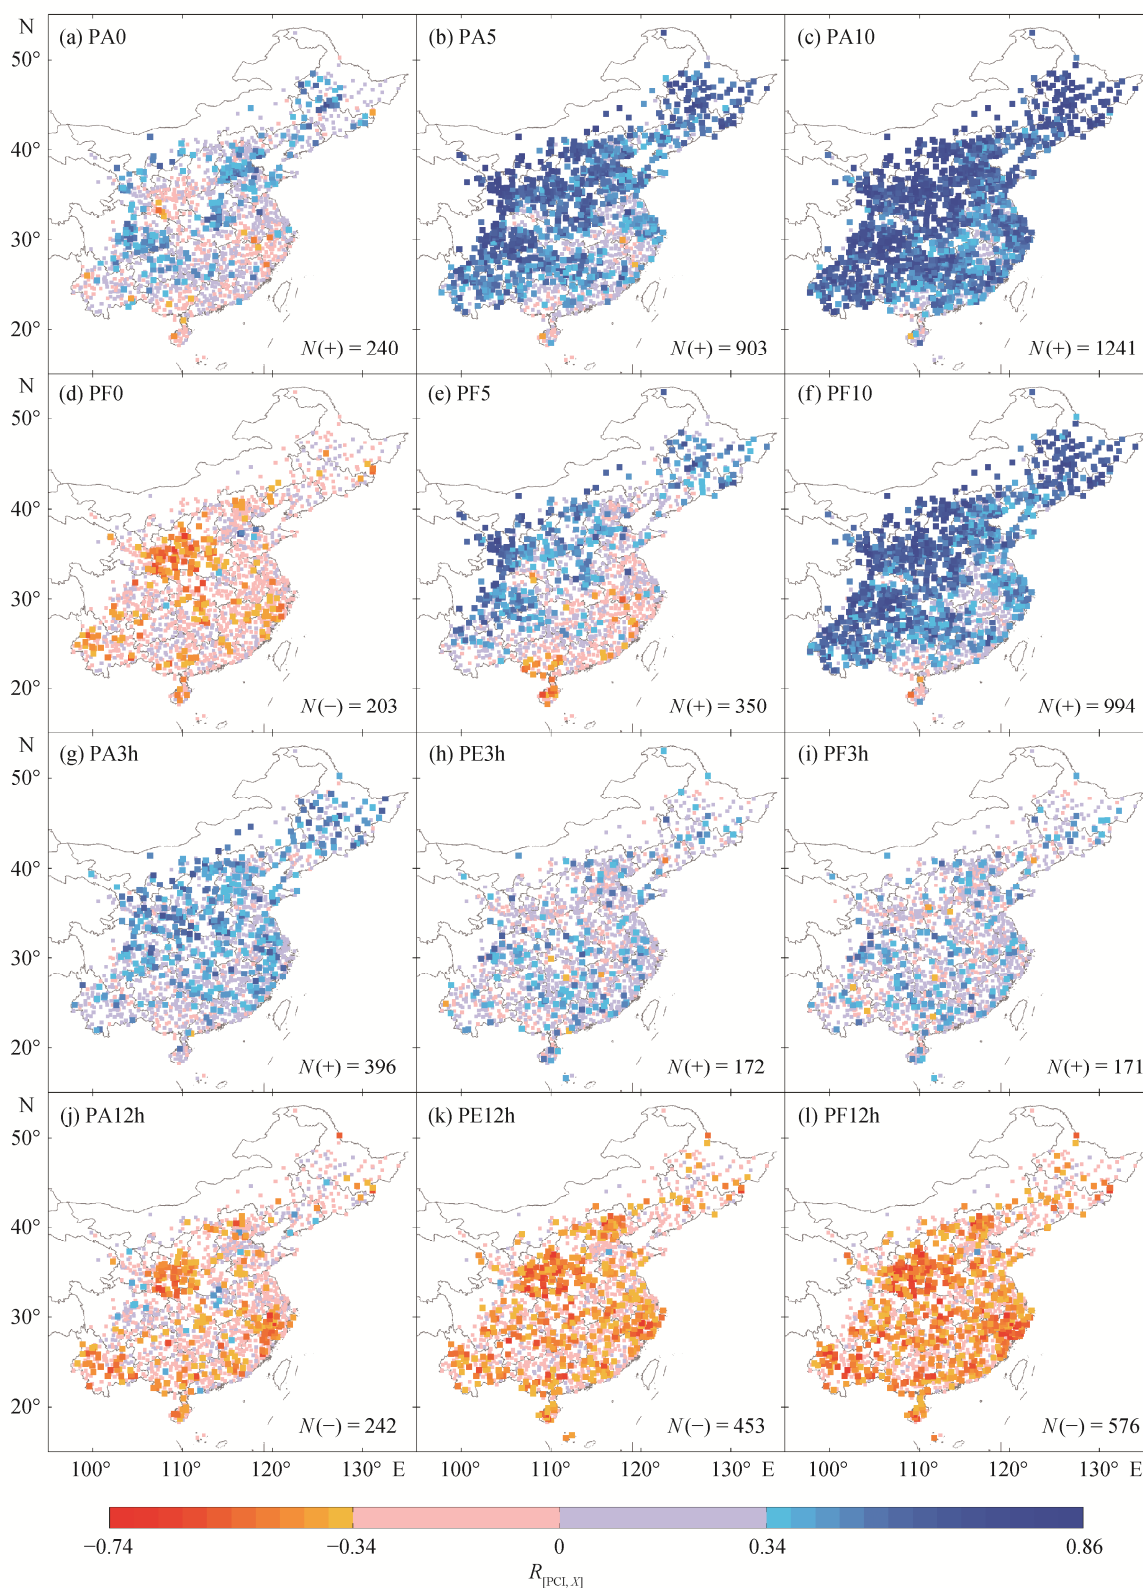 N
(a) PA0
(b) PA5
(c) PA10
50°
40°
30°
20°
N(+) = 240
N(+) = 903
N(+) = 1241
N
(d) PF0
(e) PF5
(f) PF10
50°
40°
30°
20°
N(−) = 203
N(+) = 350
N(+) = 994
N
(g) PA3h
(h) PE3h
(i) PF3h
50°
40°
30°
20°
N(+) = 396
N(+) = 172
N(+) = 171
N
(j) PA12h
(k) PE12h
(l) PF12h
50°
40°
30°
20°
N(−) = 242
N(−) = 453
N(−) = 576
100° 110° 120° 130° E 100° 110° 120° 130° E 100° 110° 120° 130° E
−0.74 −0.34 0 0.34 0.86
R[PCI, X]